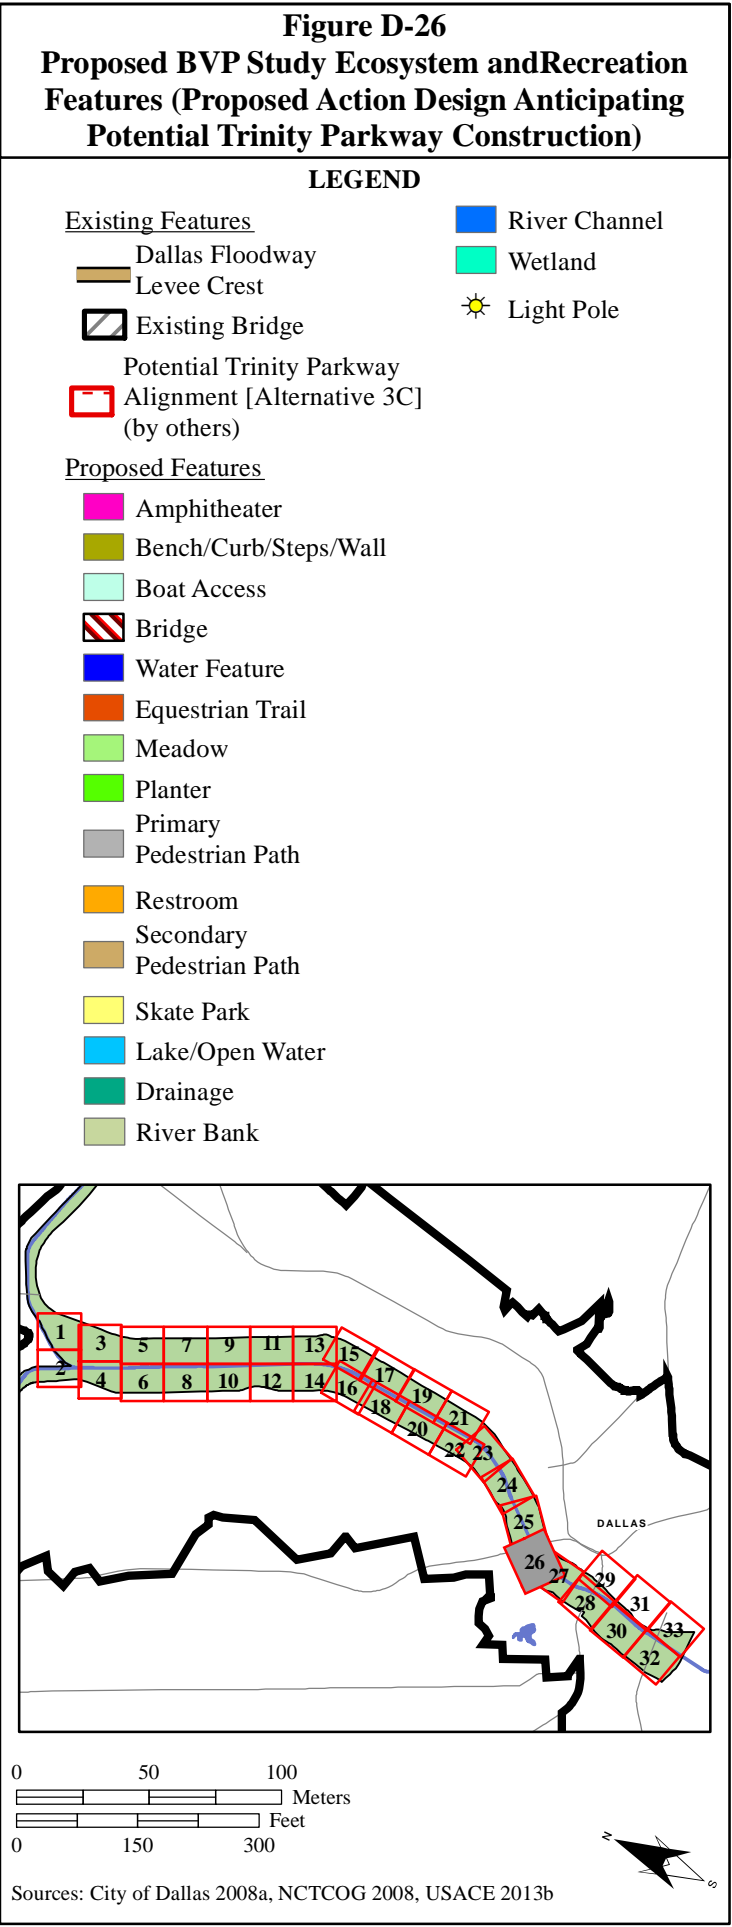 Figure D-26
Proposed BVP Study Ecosystem andRecreation
Features (Proposed Action Design Anticipating
Potential Trinity Parkway Construction)
LEGEND
Existing Features
Dallas Floodway
Levee Crest
Existing Bridge
Potential Trinity Parkway
Alignment [Alternative 3C]
(by others)
Proposed Features
Amphitheater
Bench/Curb/Steps/Wall
Boat Access
Bridge
Water Feature
Equestrian Trail
Meadow
Planter
Primary
Pedestrian Path
Restroom
Secondary
Pedestrian Path
Skate Park
Lake/Open Water
Drainage
River Bank
River Channel
Wetland
Light Pole
1
2
3
4
5
6
7
8
9
10
11
12
13
14
15
16
17
18
19
20
21
22
23
24
25
26
27
28
29
30
31
32
33
DALLAS
0 50 100
Meters
Feet
0 150 300
N
S
Sources: City of Dallas 2008a, NCTCOG 2008, USACE 2013b